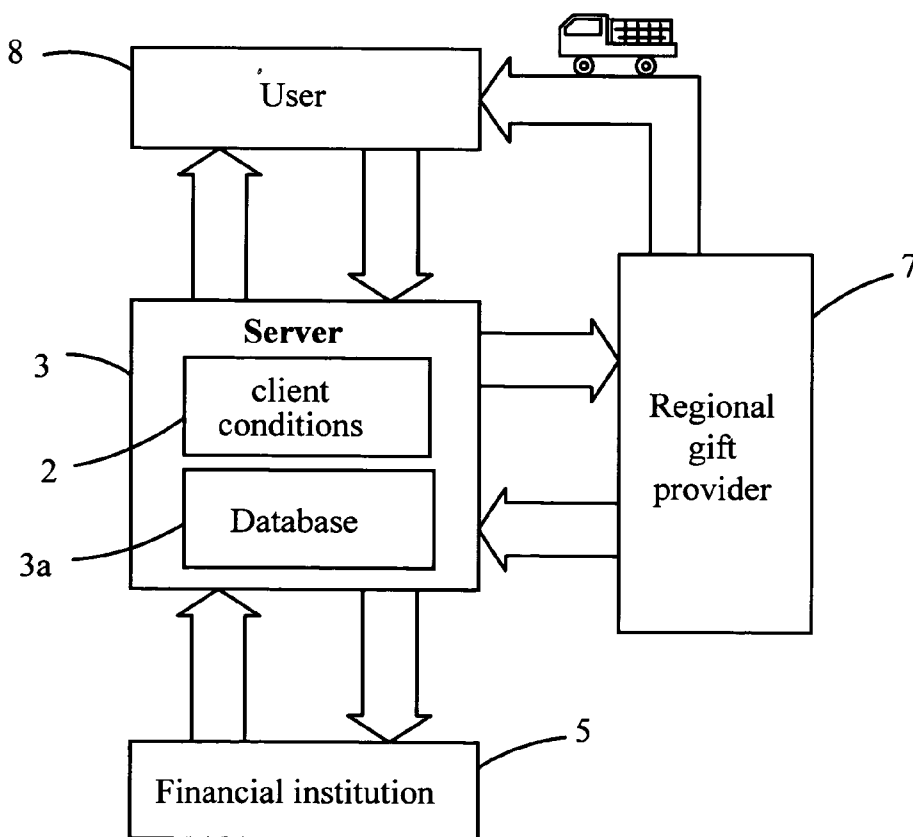 8
User
7
Server
3
client
conditions
2
Regional
gift
provider
Database
3a
5
Financial institution